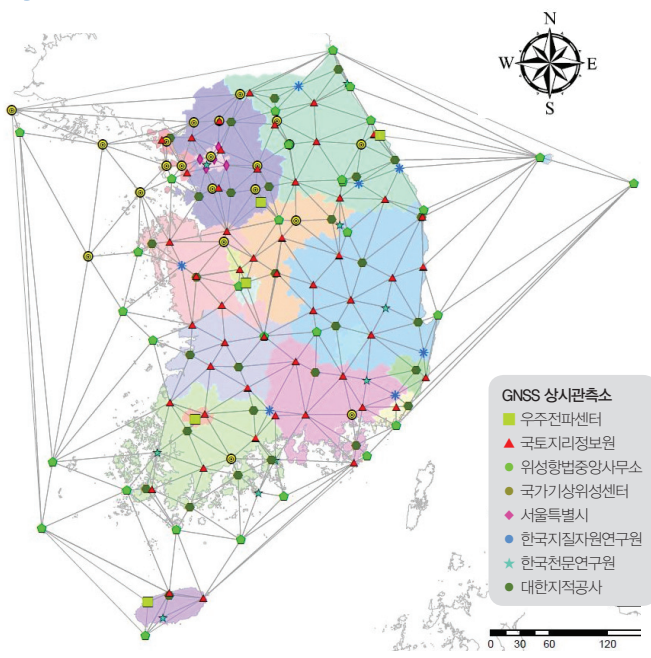 N
W E
S
GNSS 상시관측소
우주전파센터
국토지리정보원
위성항법중앙사무소
국가기상위성센터
서울특별시
한국지질자원연구원
한국천문연구원
대한지적공사
0 30 60 120